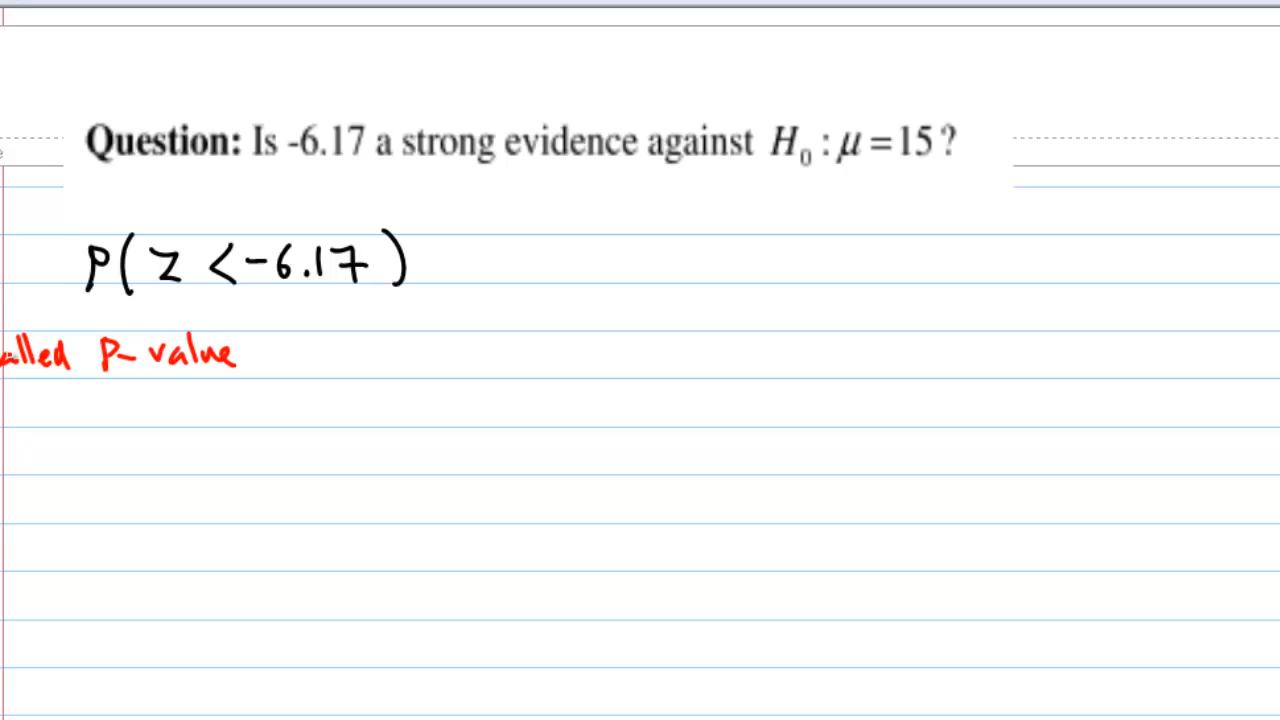 Question: Is -6.17 a strong evidence against H₀ : μ = 15 ?
P( Z < -6.17 )
alled P-value